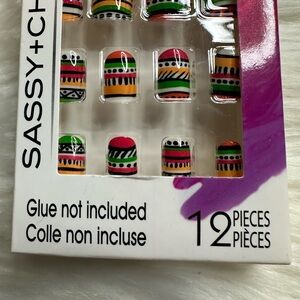 SASSY+CH
Glue not included
Colle non incluse
12 PIECES
PIÈCES